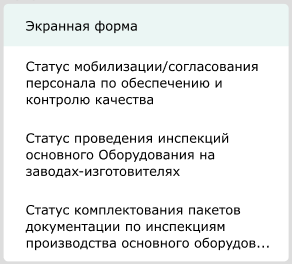 Экранная форма
Статус мобилизации/согласования
персонала по обеспечению и
контролю качества
Статус проведения инспекций
основного Оборудования на
заводах-изготовителях
Статус комплектования пакетов
документации по инспекциям
производства основного оборудов...